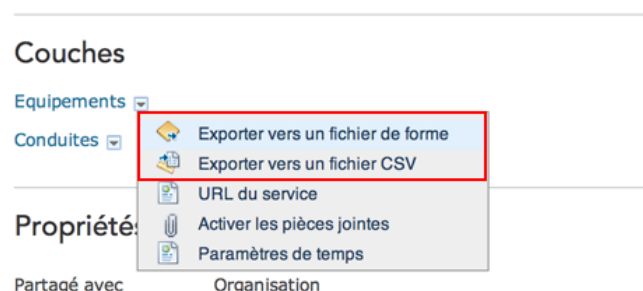 Couches
Equipements
Conduites
Exporter vers un fichier de forme
Exporter vers un fichier CSV
URL du service
Activer les pièces jointes
Paramètres de temps
Propriétés
Partagé avec Organisation